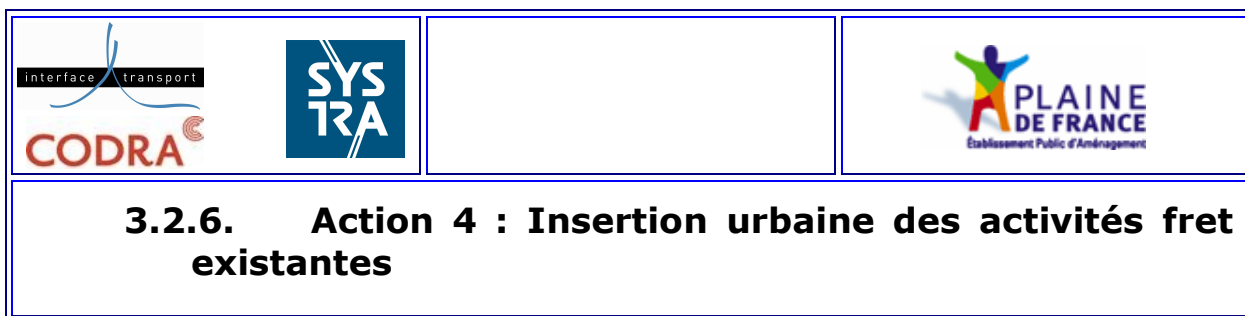 interface transport
CODRA
SYS
TRA
PLAINE
DE FRANCE
Établissement Public d'Aménagement
3.2.6. Action 4 : Insertion urbaine des activités fret
existantes